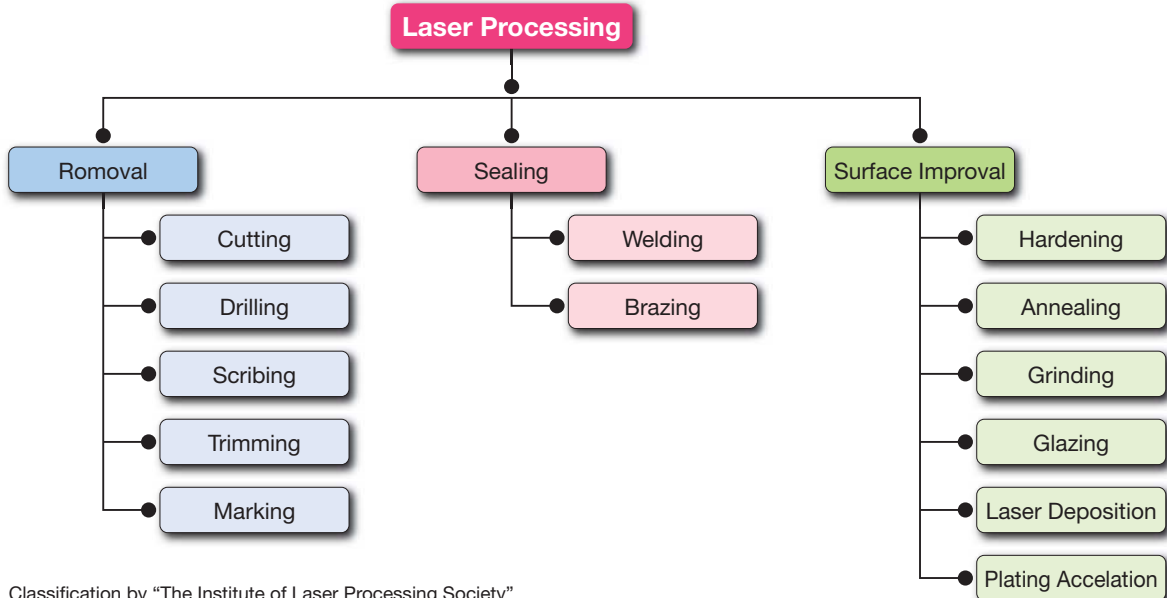 Laser Processing
Romoval
Cutting
Drilling
Scribing
Trimming
Marking
Sealing
Welding
Brazing
Surface Improval
Hardening
Annealing
Grinding
Glazing
Laser Deposition
Plating Accelation
Classification by “The Institute of Laser Processing Society”